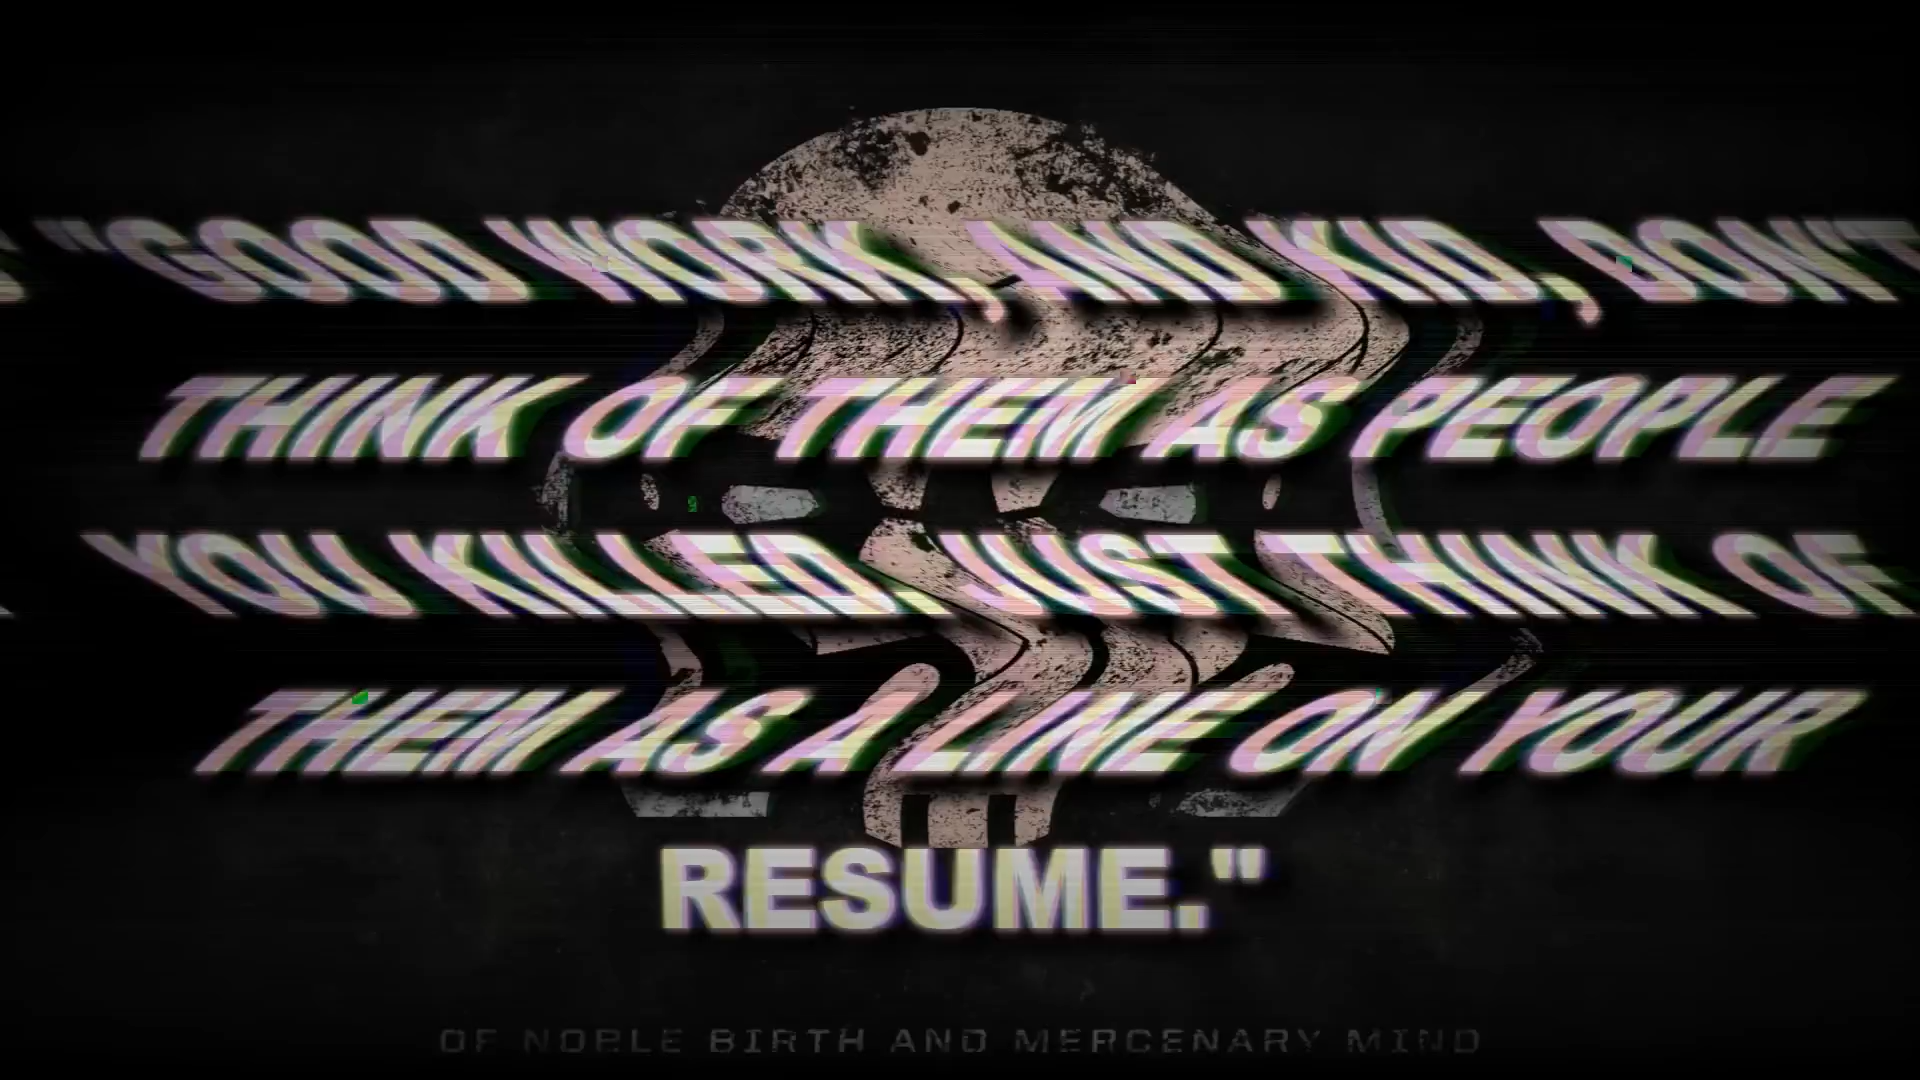 "GOOD WORK, AND KID, DON'T
THINK OF THEM AS PEOPLE
YOU KILLED. JUST THINK OF
THEM AS A LINE ON YOUR
RESUME."
OF NOBLE BIRTH AND MERCENARY MIND